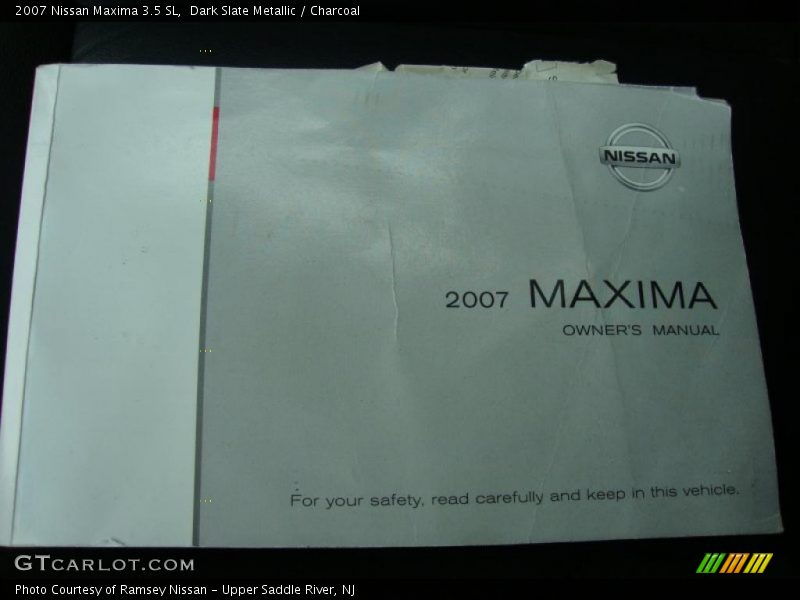 2007 Nissan Maxima 3.5 SL, Dark Slate Metallic / Charcoal
NISSAN
2007 MAXIMA
OWNER'S MANUAL
For your safety, read carefully and keep in this vehicle.
GTCARLOT.COM
Photo Courtesy of Ramsey Nissan - Upper Saddle River, NJ